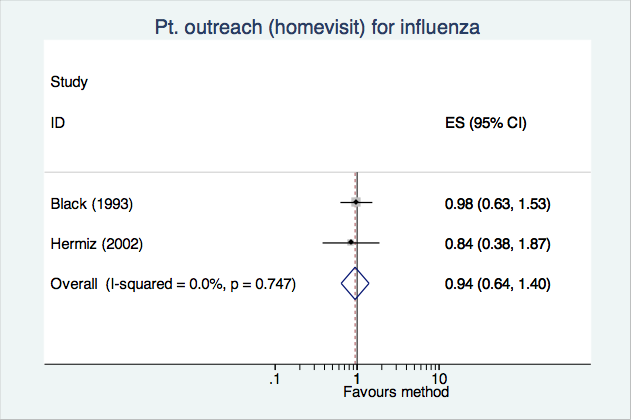 Pt. outreach (homevisit) for influenza
Study
ID ES (95% CI)
Black (1993) 0.98 (0.63, 1.53)
Hermiz (2002) 0.84 (0.38, 1.87)
Overall (I-squared = 0.0%, p = 0.747) 0.94 (0.64, 1.40)
.1 1 10
Favours method